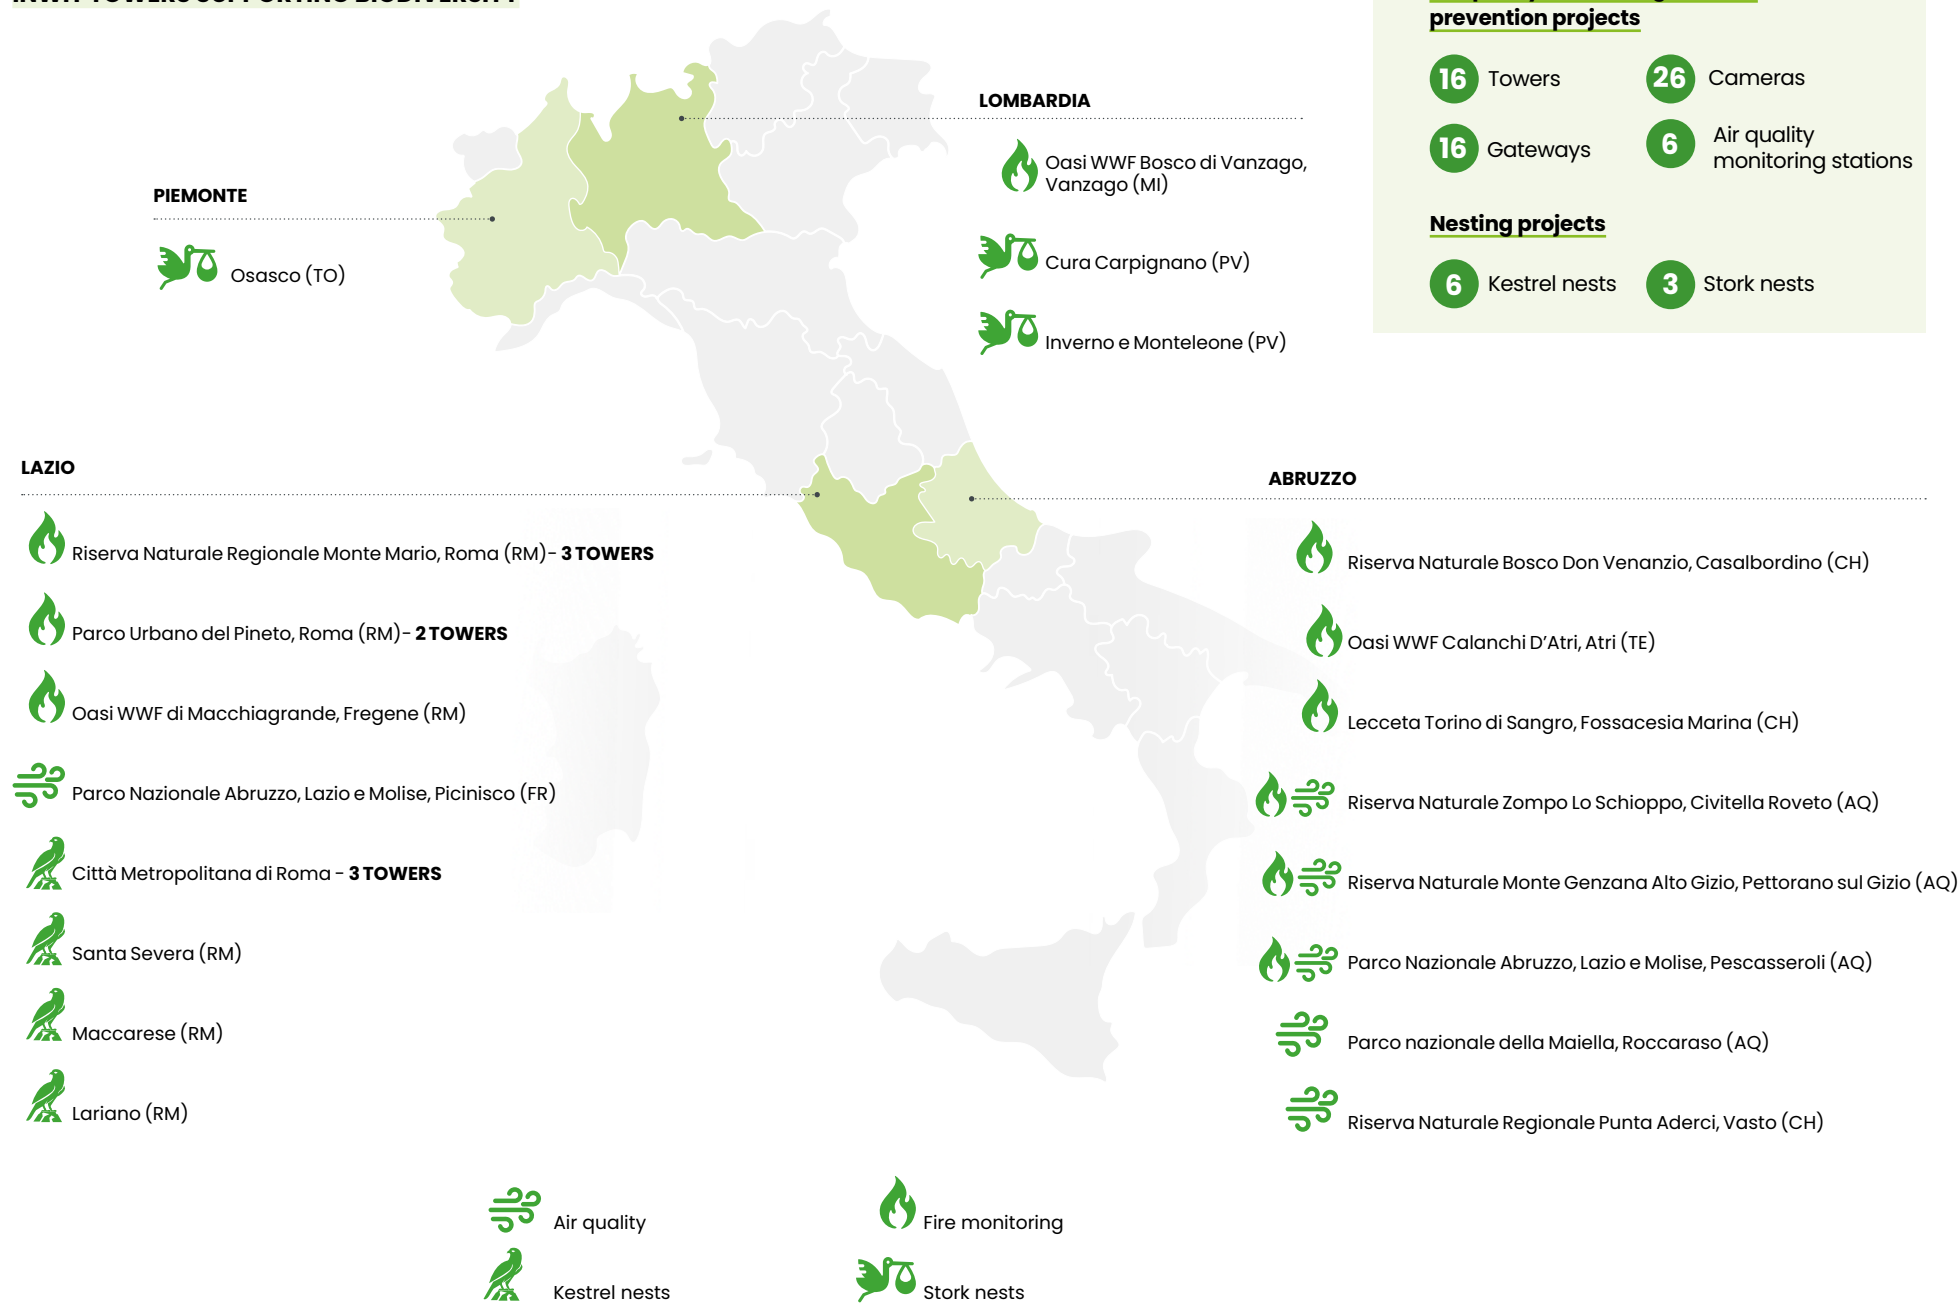 INWIT TOWERS SUPPORTING BIODIVERSITY
prevention projects
16 Towers
26 Cameras
16 Gateways
6 Air quality
monitoring stations
Nesting projects
6 Kestrel nests
3 Stork nests
LOMBARDIA
Oasi WWF Bosco di Vanzago,
Vanzago (MI)
Cura Carpignano (PV)
Inverno e Monteleone (PV)
PIEMONTE
Osasco (TO)
LAZIO
Riserva Naturale Regionale Monte Mario, Roma (RM)- 3 TOWERS
Parco Urbano del Pineto, Roma (RM)- 2 TOWERS
Oasi WWF di Macchiagrande, Fregene (RM)
Parco Nazionale Abruzzo, Lazio e Molise, Picinisco (FR)
Città Metropolitana di Roma - 3 TOWERS
Santa Severa (RM)
Maccarese (RM)
Lariano (RM)
ABRUZZO
Riserva Naturale Bosco Don Venanzio, Casalbordino (CH)
Oasi WWF Calanchi D'Atri, Atri (TE)
Lecceta Torino di Sangro, Fossacesia Marina (CH)
Riserva Naturale Zompo Lo Schioppo, Civitella Roveto (AQ)
Riserva Naturale Monte Genzana Alto Gizio, Pettorano sul Gizio (AQ)
Parco Nazionale Abruzzo, Lazio e Molise, Pescasseroli (AQ)
Parco nazionale della Maiella, Roccaraso (AQ)
Riserva Naturale Regionale Punta Aderci, Vasto (CH)
Air quality
Fire monitoring
Kestrel nests
Stork nests